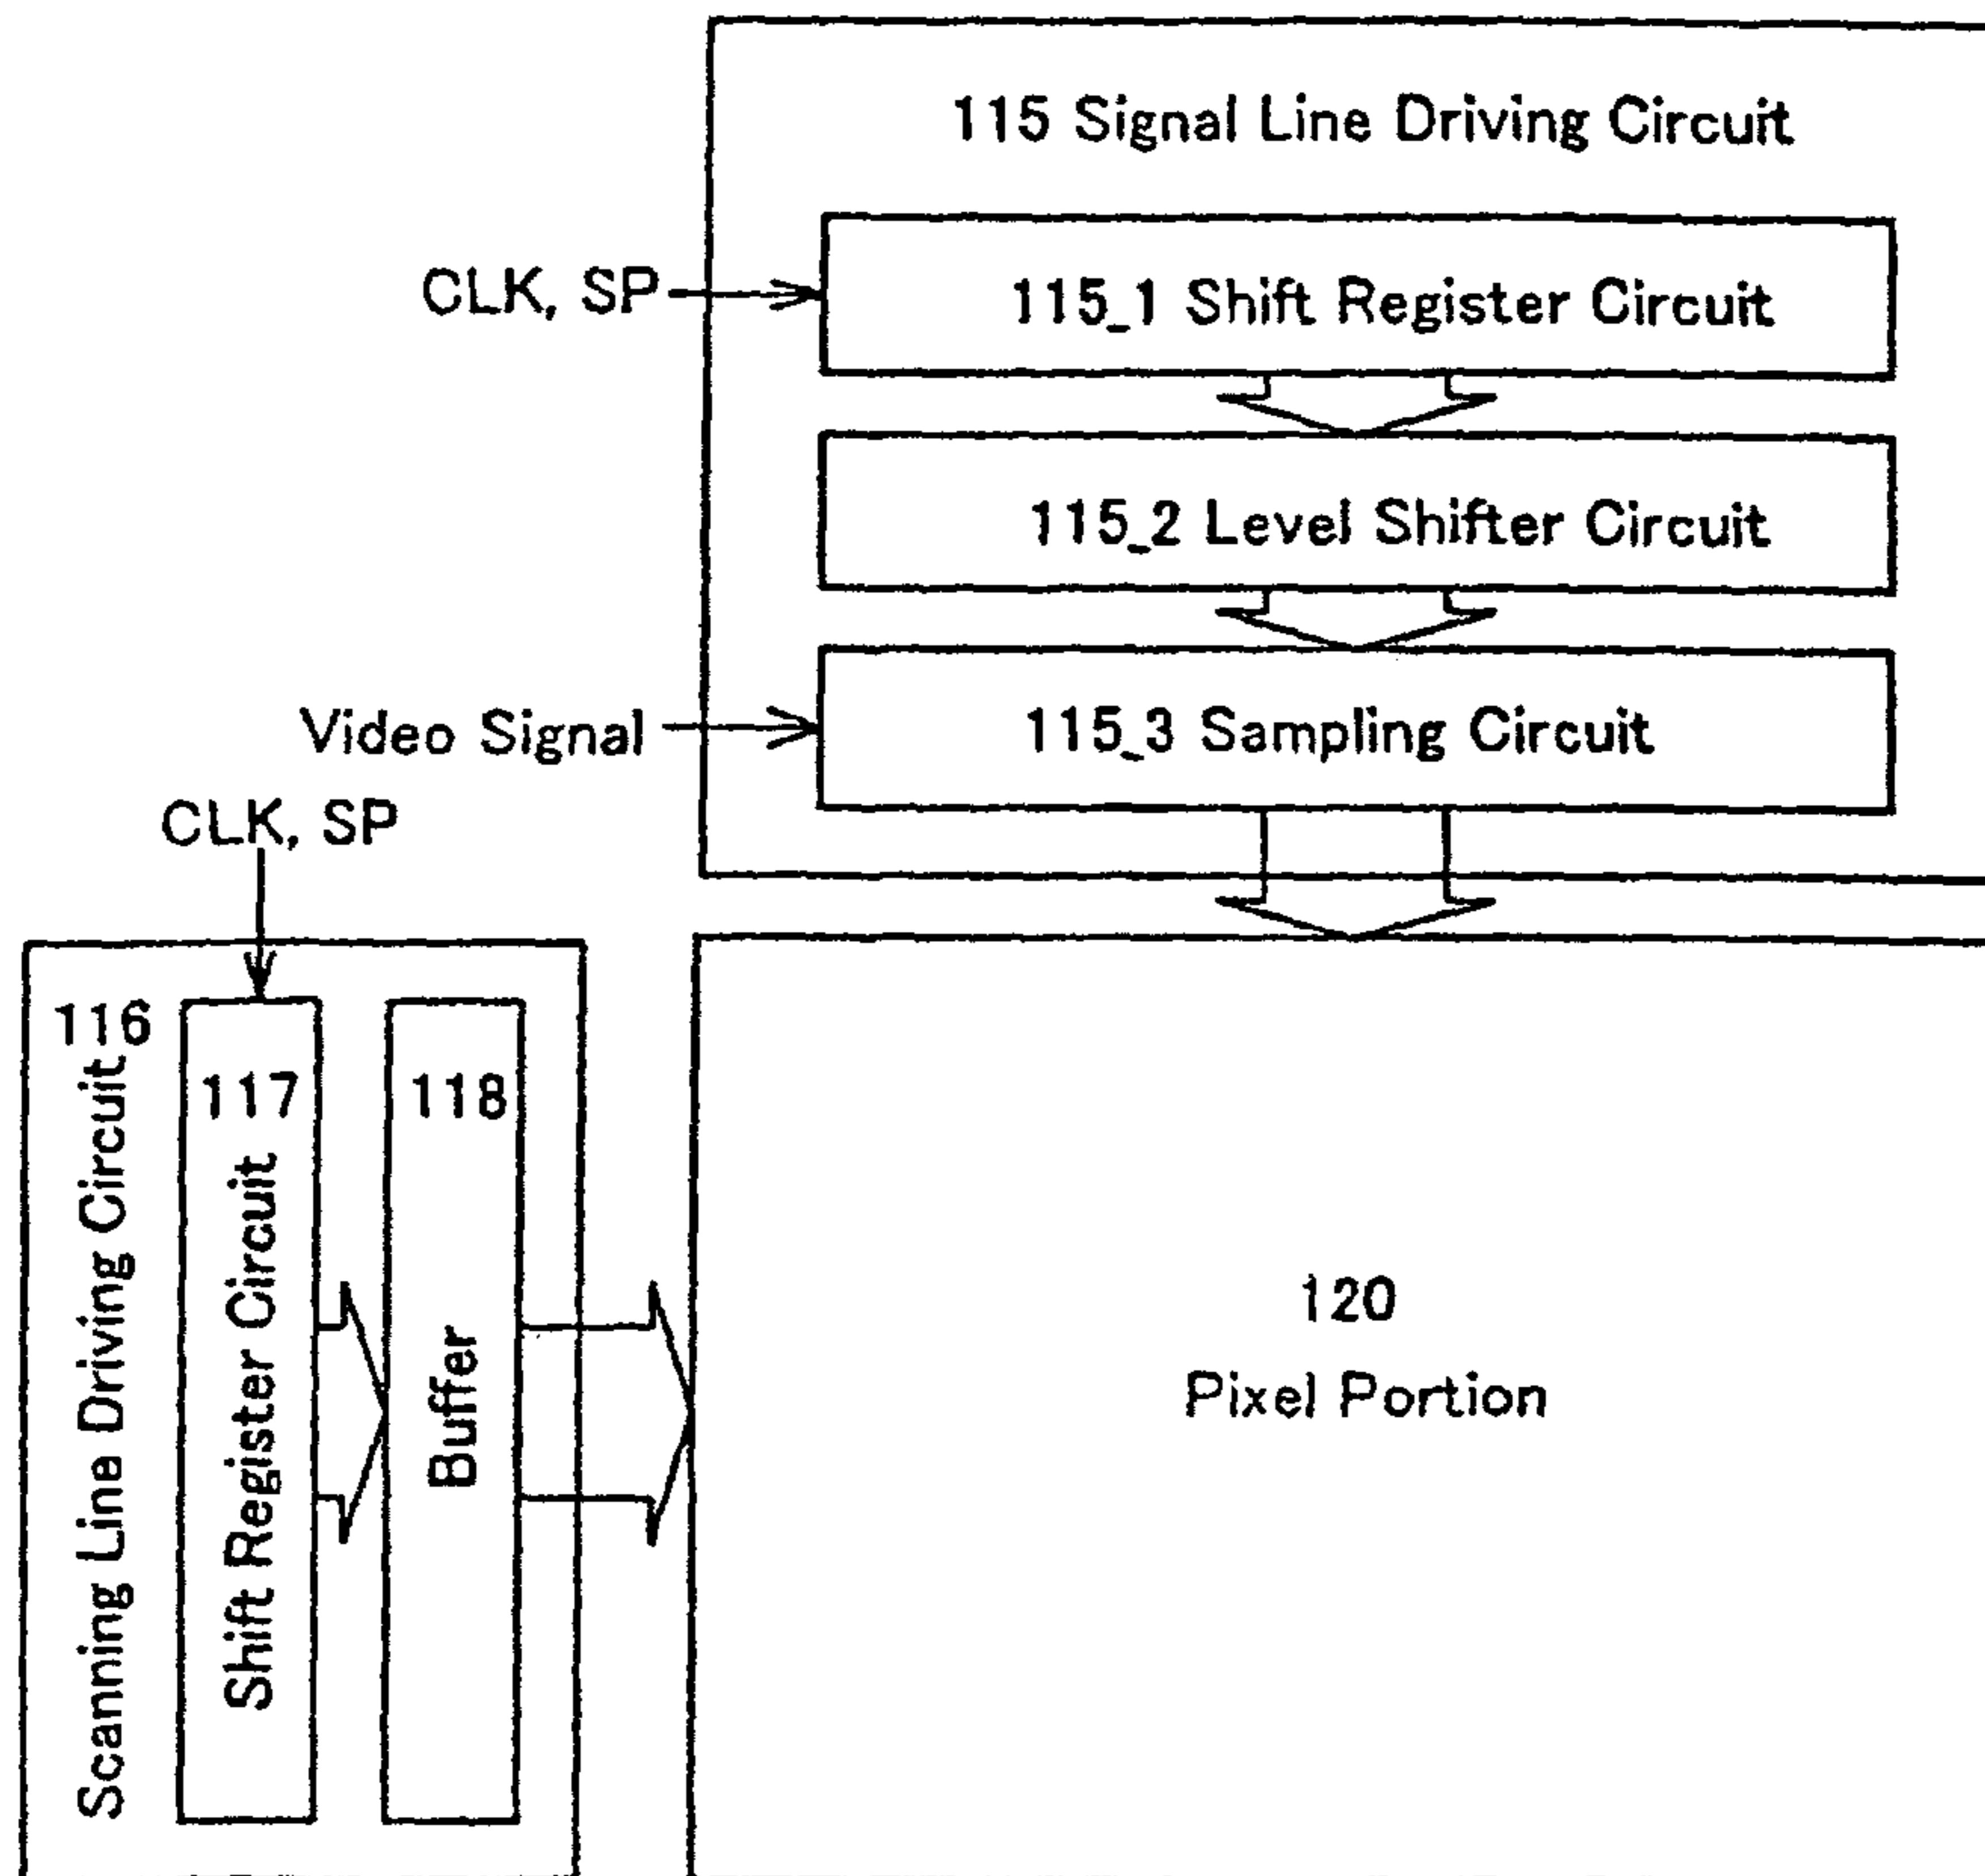 115 Signal Line Driving Circuit
CLK, SP
115_1 Shift Register Circuit
115_2 Level Shifter Circuit
Video Signal
115_3 Sampling Circuit
CLK, SP
116
Scanning Line Driving Circuit
117
Shift Register Circuit
118
Buffer
120
Pixel Portion